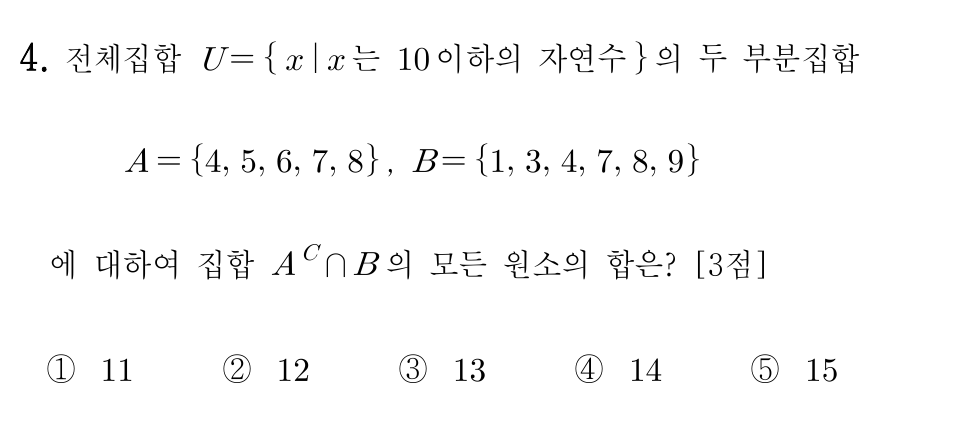 4. 전체집합 U={x|x는 10이하의 자연수}의 두 부분집합
A={4, 5, 6, 7, 8}, B={1, 3, 4, 7, 8, 9}
에 대하여 집합 A^C∩B의 모든 원소의 합은? [3점]
① 11 ② 12 ③ 13 ④ 14 ⑤ 15